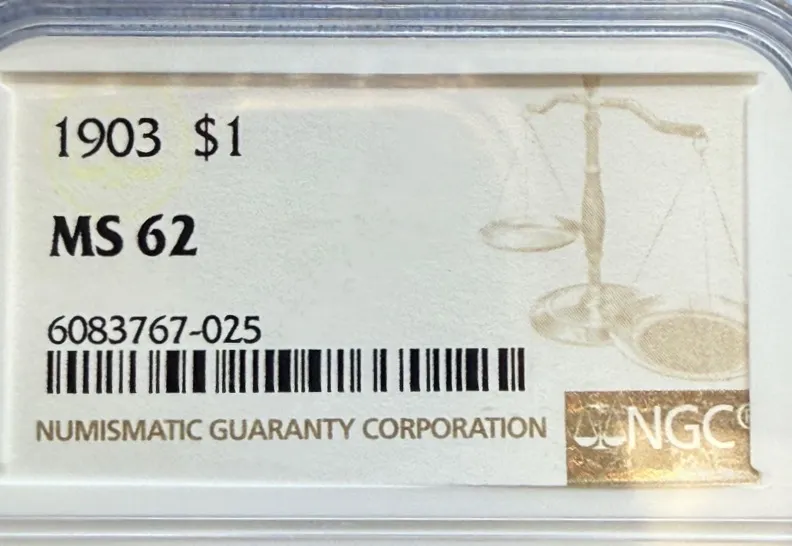 1903 $1
MS 62
6083767-025
NUMISMATIC GUARANTY CORPORATION
NGC®